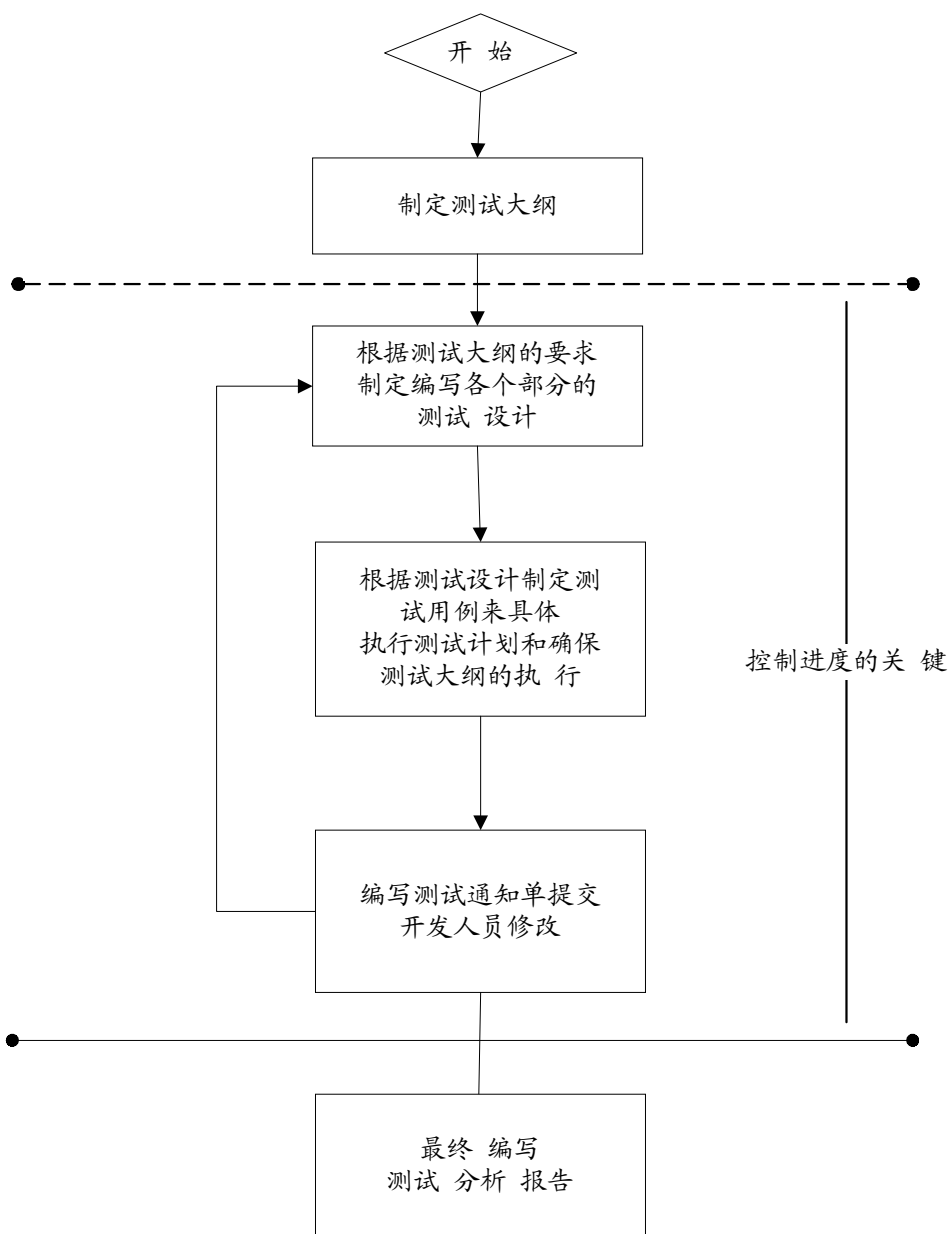 开 始
制定测试大纲
根据测试大纲的要求
制定编写各个部分的
测试 设计
根据测试设计制定测
试用例来具体
执行测试计划和确保
测试大纲的执 行
控制进度的关 键
编写测试通知单提交
开发人员修改
最终 编写
测试 分析 报告